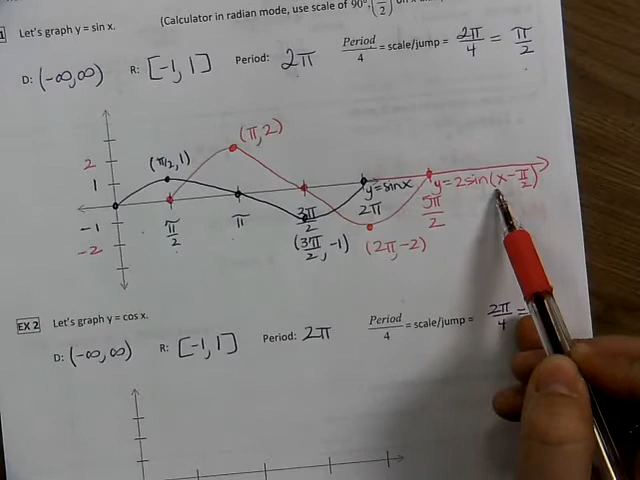 1 Let's graph y = sin x.
(Calculator in radian mode, use scale of 90°, (π/2)
D: (-∞,∞) R: [-1, 1] Period: 2π Period/4 = scale/jump = 2π/4 = π/2
(π,2)
2 (π/2,1)
1 y=sinx y=2sin(x-π/2)
π/2 π 3π/2 2π 5π/2
-1 (3π/2, -1) (2π,-2)
-2
EX 2 Let's graph y = cos x.
D: (-∞,∞) R: [-1,1] Period: 2π Period/4 = scale/jump = 2π/4 =